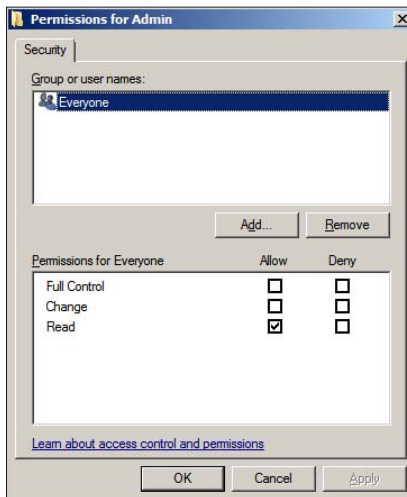 Permissions for Admin
Security
Group or user names:
Everyone
Add... Remove
Permissions for Everyone Allow Deny
Full Control
Change
Read
Learn about access control and permissions
OK Cancel Apply